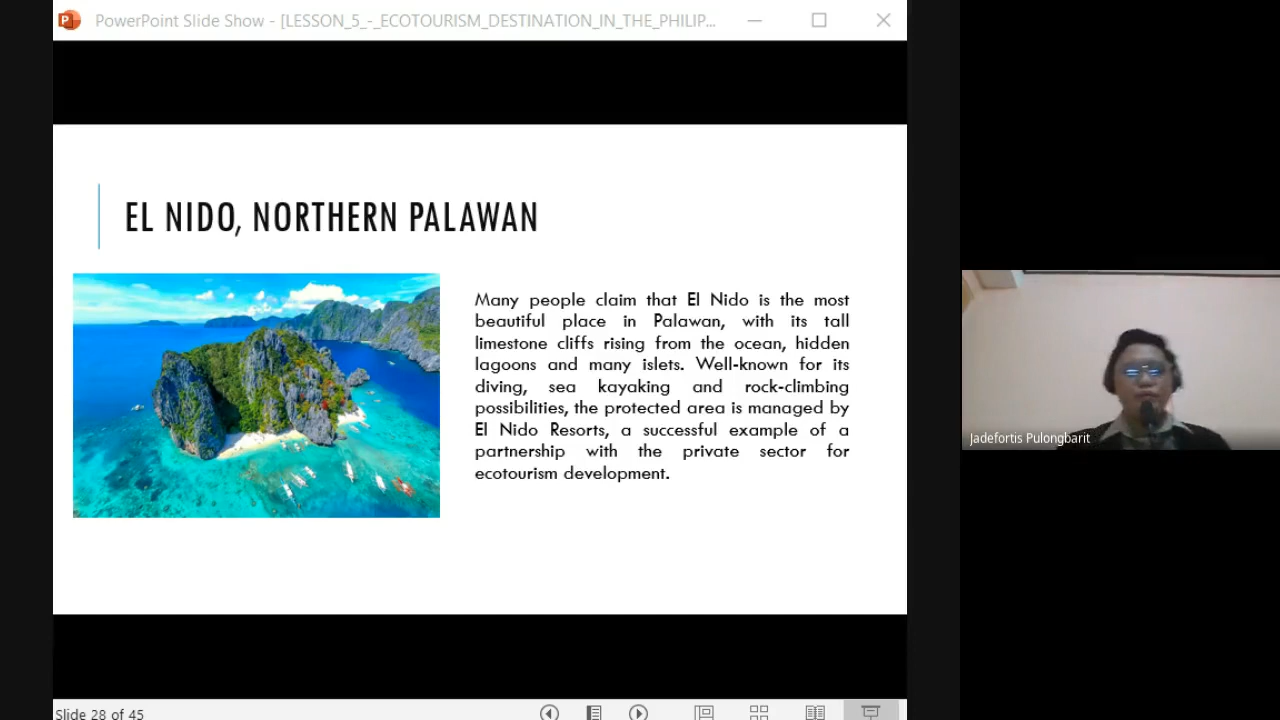 PowerPoint Slide Show - [LESSON_5_-_ECOTOURISM_DESTINATION_IN_THE_PHILIP...
EL NIDO, NORTHERN PALAWAN
Many people claim that El Nido is the most
beautiful place in Palawan, with its tall
limestone cliffs rising from the ocean, hidden
lagoons and many islets. Well-known for its
diving, sea kayaking and rock-climbing
possibilities, the protected area is managed by
El Nido Resorts, a successful example of a
partnership with the private sector for
ecotourism development.
Jadefortis Pulongbarit
Slide 28 of 45